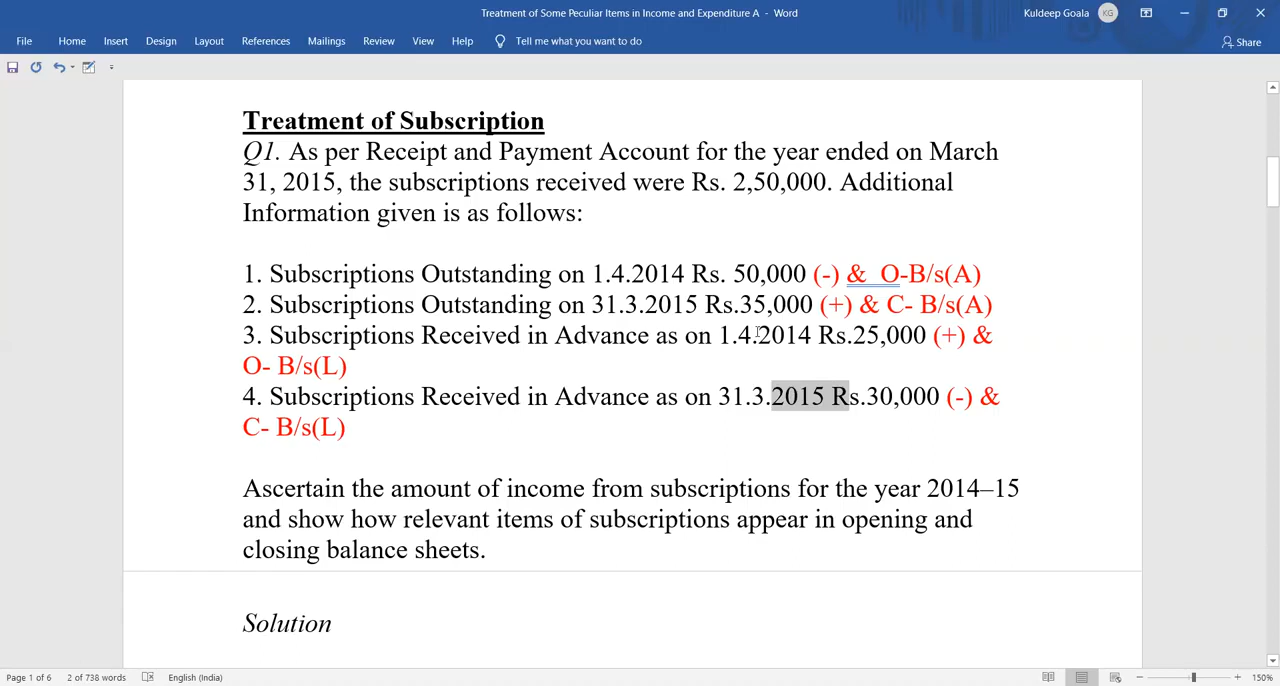 Treatment of Some Peculiar Items in Income and Expenditure A - Word
Kuldeep Goala KG
File Home Insert Design Layout References Mailings Review View Help Tell me what you want to do
Share
Treatment of Subscription
Q1. As per Receipt and Payment Account for the year ended on March
31, 2015, the subscriptions received were Rs. 2,50,000. Additional
Information given is as follows:
1. Subscriptions Outstanding on 1.4.2014 Rs. 50,000 (-) & O-B/s(A)
2. Subscriptions Outstanding on 31.3.2015 Rs.35,000 (+) & C- B/s(A)
3. Subscriptions Received in Advance as on 1.4.2014 Rs.25,000 (+) &
O- B/s(L)
4. Subscriptions Received in Advance as on 31.3.2015 Rs.30,000 (-) &
C- B/s(L)
Ascertain the amount of income from subscriptions for the year 2014–15
and show how relevant items of subscriptions appear in opening and
closing balance sheets.
Solution
Page 1 of 6 2 of 738 words English (India) 150%